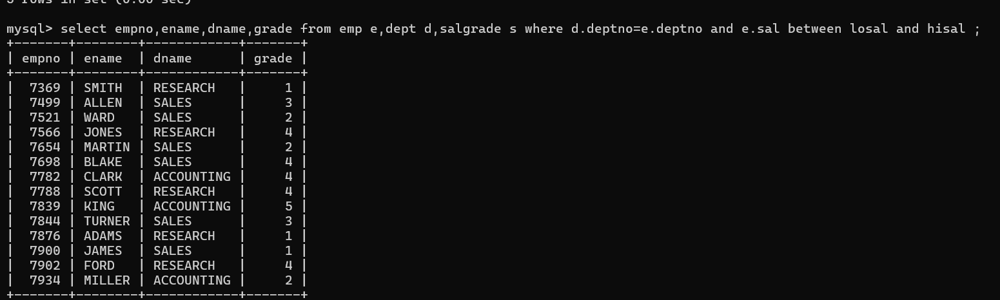 5 rows in set (0.00 sec)
mysql> select empno,ename,dname,grade from emp e,dept d,salgrade s where d.deptno=e.deptno and e.sal between losal and hisal ;
+-------+--------+------------+-------+
| empno | ename  | dname      | grade |
+-------+--------+------------+-------+
|  7369 | SMITH  | RESEARCH   |     1 |
|  7499 | ALLEN  | SALES      |     3 |
|  7521 | WARD   | SALES      |     2 |
|  7566 | JONES  | RESEARCH   |     4 |
|  7654 | MARTIN | SALES      |     2 |
|  7698 | BLAKE  | SALES      |     4 |
|  7782 | CLARK  | ACCOUNTING |     4 |
|  7788 | SCOTT  | RESEARCH   |     4 |
|  7839 | KING   | ACCOUNTING |     5 |
|  7844 | TURNER | SALES      |     3 |
|  7876 | ADAMS  | RESEARCH   |     1 |
|  7900 | JAMES  | SALES      |     1 |
|  7902 | FORD   | RESEARCH   |     4 |
|  7934 | MILLER | ACCOUNTING |     2 |
+-------+--------+------------+-------+